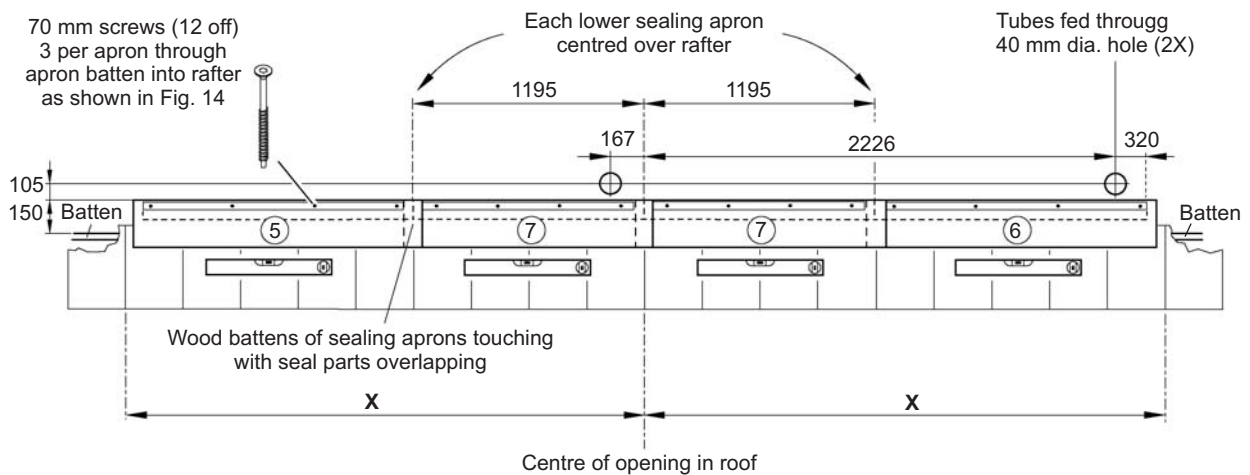 70 mm screws (12 off)
3 per apron through
apron batten into rafter
as shown in Fig. 14
Each lower sealing apron
centred over rafter
Tubes fed througg
40 mm dia. hole (2X)
1195
1195
167
2226
320
105
150
Batten
Batten
5
7
7
6
Wood battens of sealing aprons touching
with seal parts overlapping
X
X
Centre of opening in roof